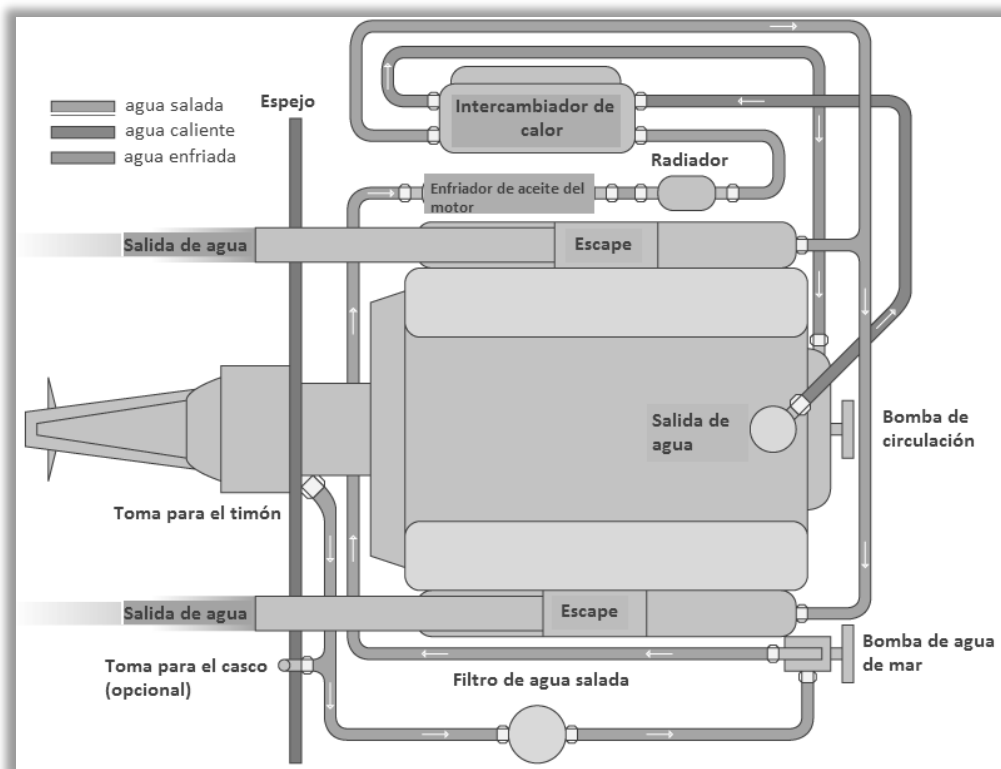 agua salada
agua caliente
agua enfriada
Espejo
Intercambiador de
calor
Radiador
Enfriador de aceite del
motor
Salida de agua
Escape
Salida de
agua
Bomba de
circulación
Toma para el timón
Salida de agua
Escape
Bomba de agua
de mar
Toma para el casco
(opcional)
Filtro de agua salada